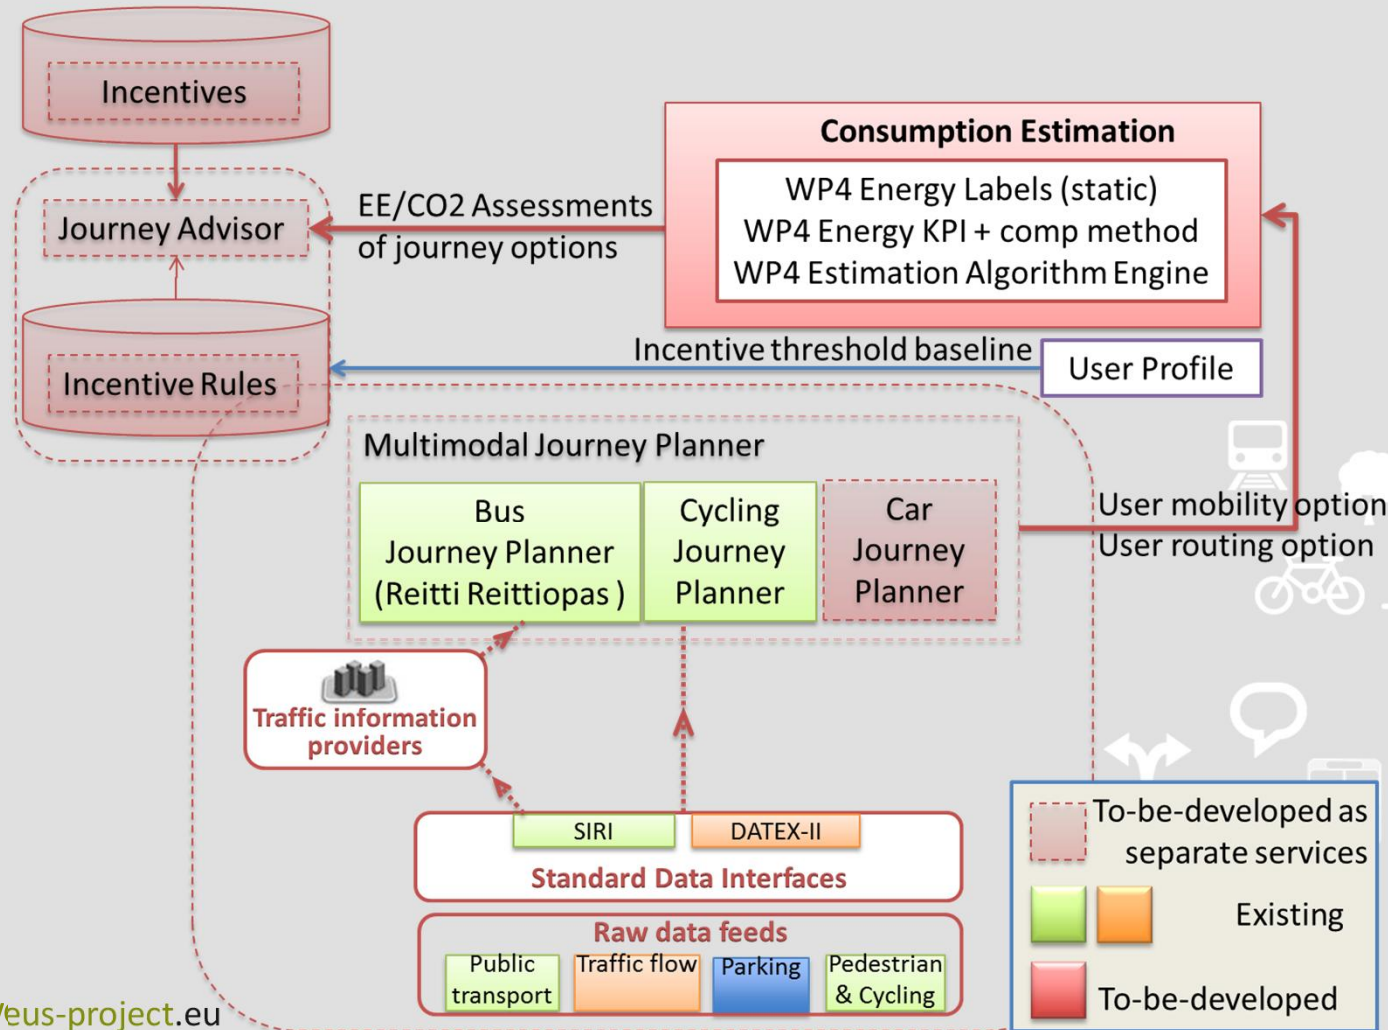 Incentives
Consumption Estimation
WP4 Energy Labels (static)
WP4 Energy KPI + comp method
WP4 Estimation Algorithm Engine
Journey Advisor
EE/CO2 Assessments
of journey options
Incentive threshold baseline
User Profile
Incentive Rules
Multimodal Journey Planner
Bus
Journey Planner
(Reitti Reittiopas )
Cycling
Journey
Planner
Car
Journey
Planner
User mobility option
User routing option
Traffic information
providers
SIRI
DATEX-II
Standard Data Interfaces
Raw data feeds
Public
transport
Traffic flow
Parking
Pedestrian
& Cycling
To-be-developed as
separate services
Existing
To-be-developed
eus-project.eu